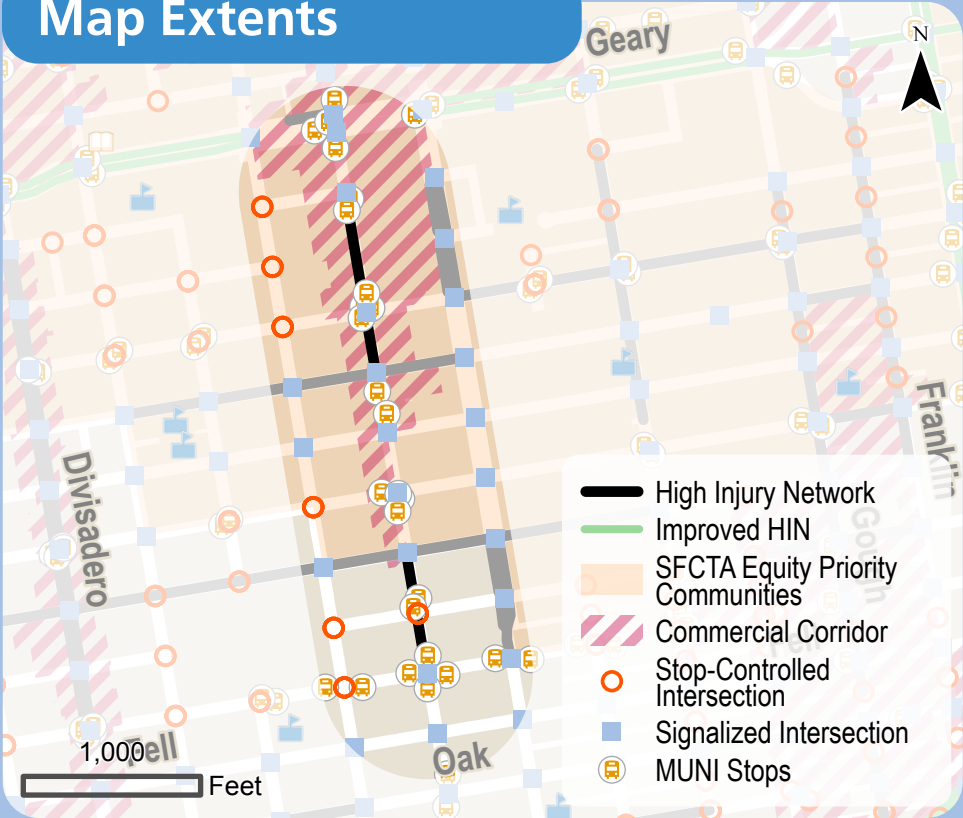 Map Extents
Geary
N
Divisadero
Franklin
Gough
Fell
High Injury Network
Improved HIN
SFCTA Equity Priority
Communities
Commercial Corridor
Stop-Controlled
Intersection
Signalized Intersection
MUNI Stops
Fell
Oak
1,000
Feet